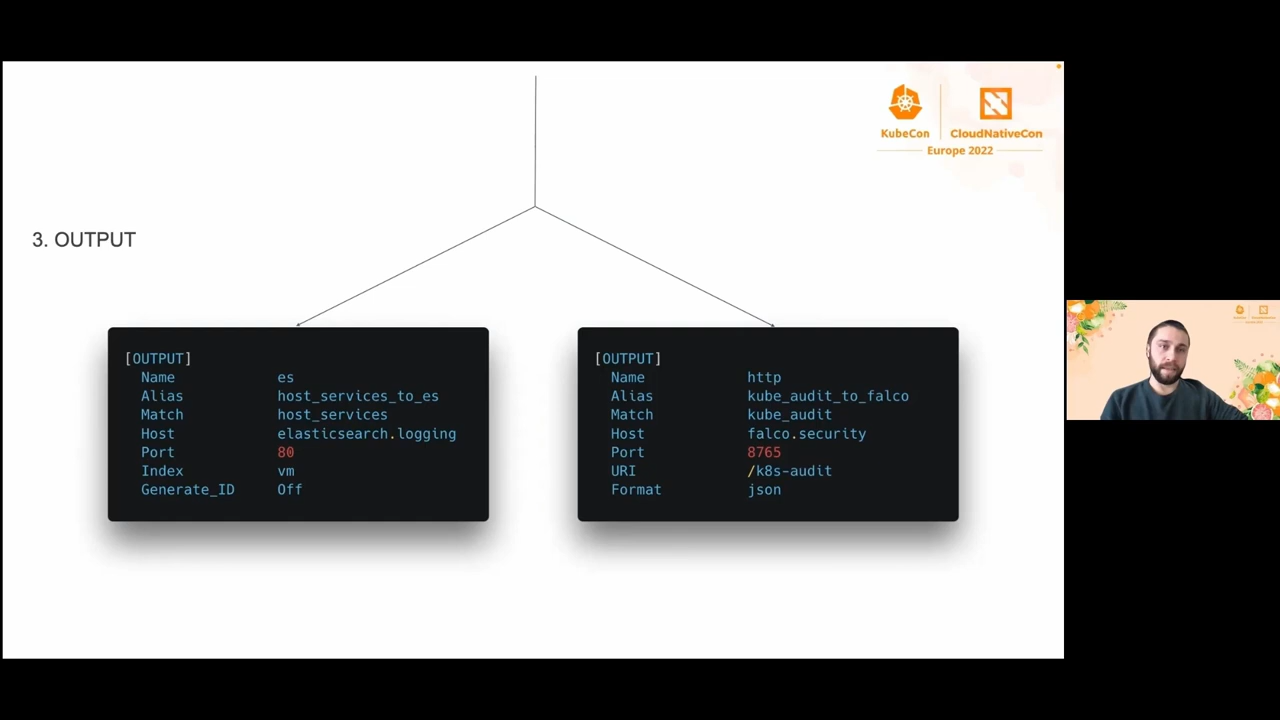 KubeCon
CloudNativeCon
Europe 2022
3. OUTPUT
[OUTPUT]
Name es
Alias host_services_to_es
Match host_services
Host elasticsearch.logging
Port 80
Index vm
Generate_ID Off
[OUTPUT]
Name http
Alias kube_audit_to_falco
Match kube_audit
Host falco.security
Port 8765
URI /k8s-audit
Format json